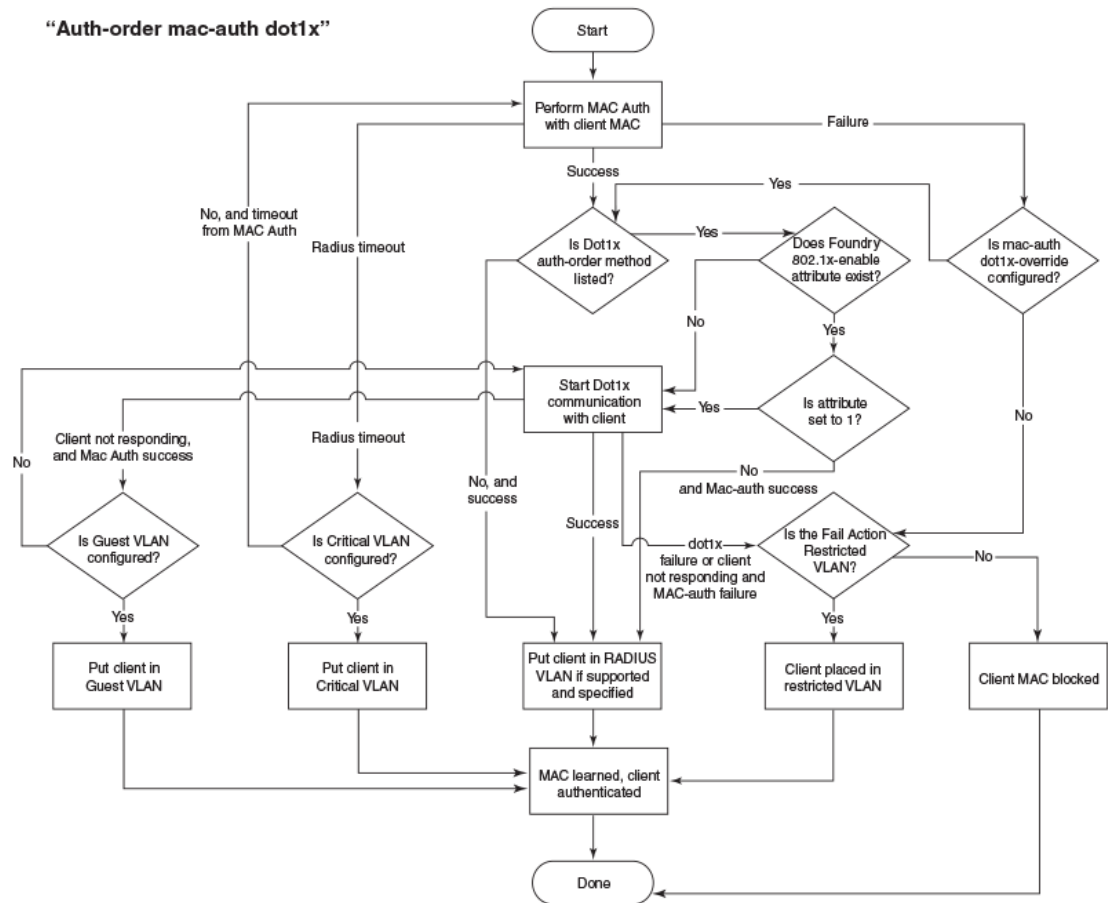 “Auth-order mac-auth dot1x”
Start
Perform MAC Auth
with client MAC
Failure
Success
Yes
No, and timeout
from MAC Auth
Radius timeout
Is Dot1x
auth-order method
listed?
Yes
Does Foundry
802.1x-enable
attribute exist?
Is mac-auth
dot1x-override
configured?
No
Yes
Start Dot1x
communication
with client
Yes
Is attribute
set to 1?
No
Client not responding,
and Mac Auth success
No
Radius timeout
No, and
success
No
and Mac-auth success
Success
Is Guest VLAN
configured?
Is Critical VLAN
configured?
dot1x
failure or client
not responding and
MAC-auth failure
Is the Fail Action
Restricted
VLAN?
No
Yes
Yes
Yes
Put client in
Guest VLAN
Put client in
Critical VLAN
Put client in RADIUS
VLAN if supported
and specified
Client placed in
restricted VLAN
Client MAC blocked
MAC learned, client
authenticated
Done